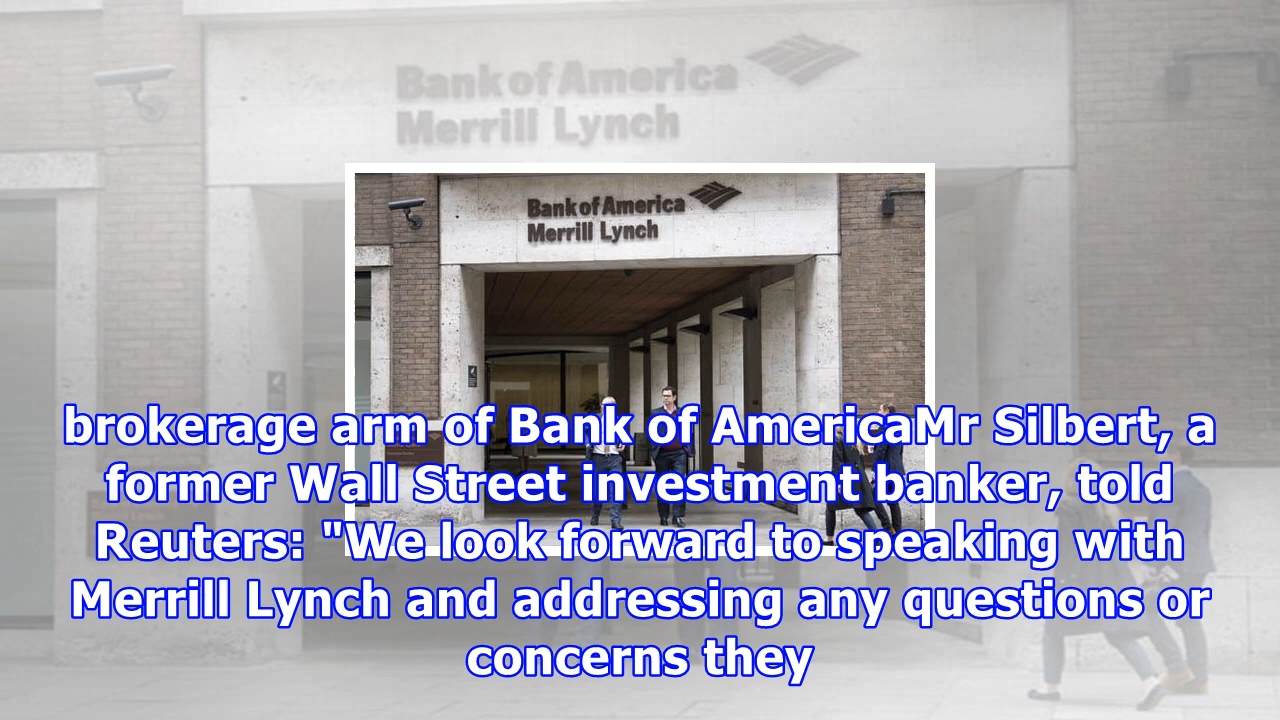 Bank of America
Merrill Lynch
Bank of America
Merrill Lynch
brokerage arm of Bank of AmericaMr Silbert, a
former Wall Street investment banker, told
Reuters: "We look forward to speaking with
Merrill Lynch and addressing any questions or
concerns they